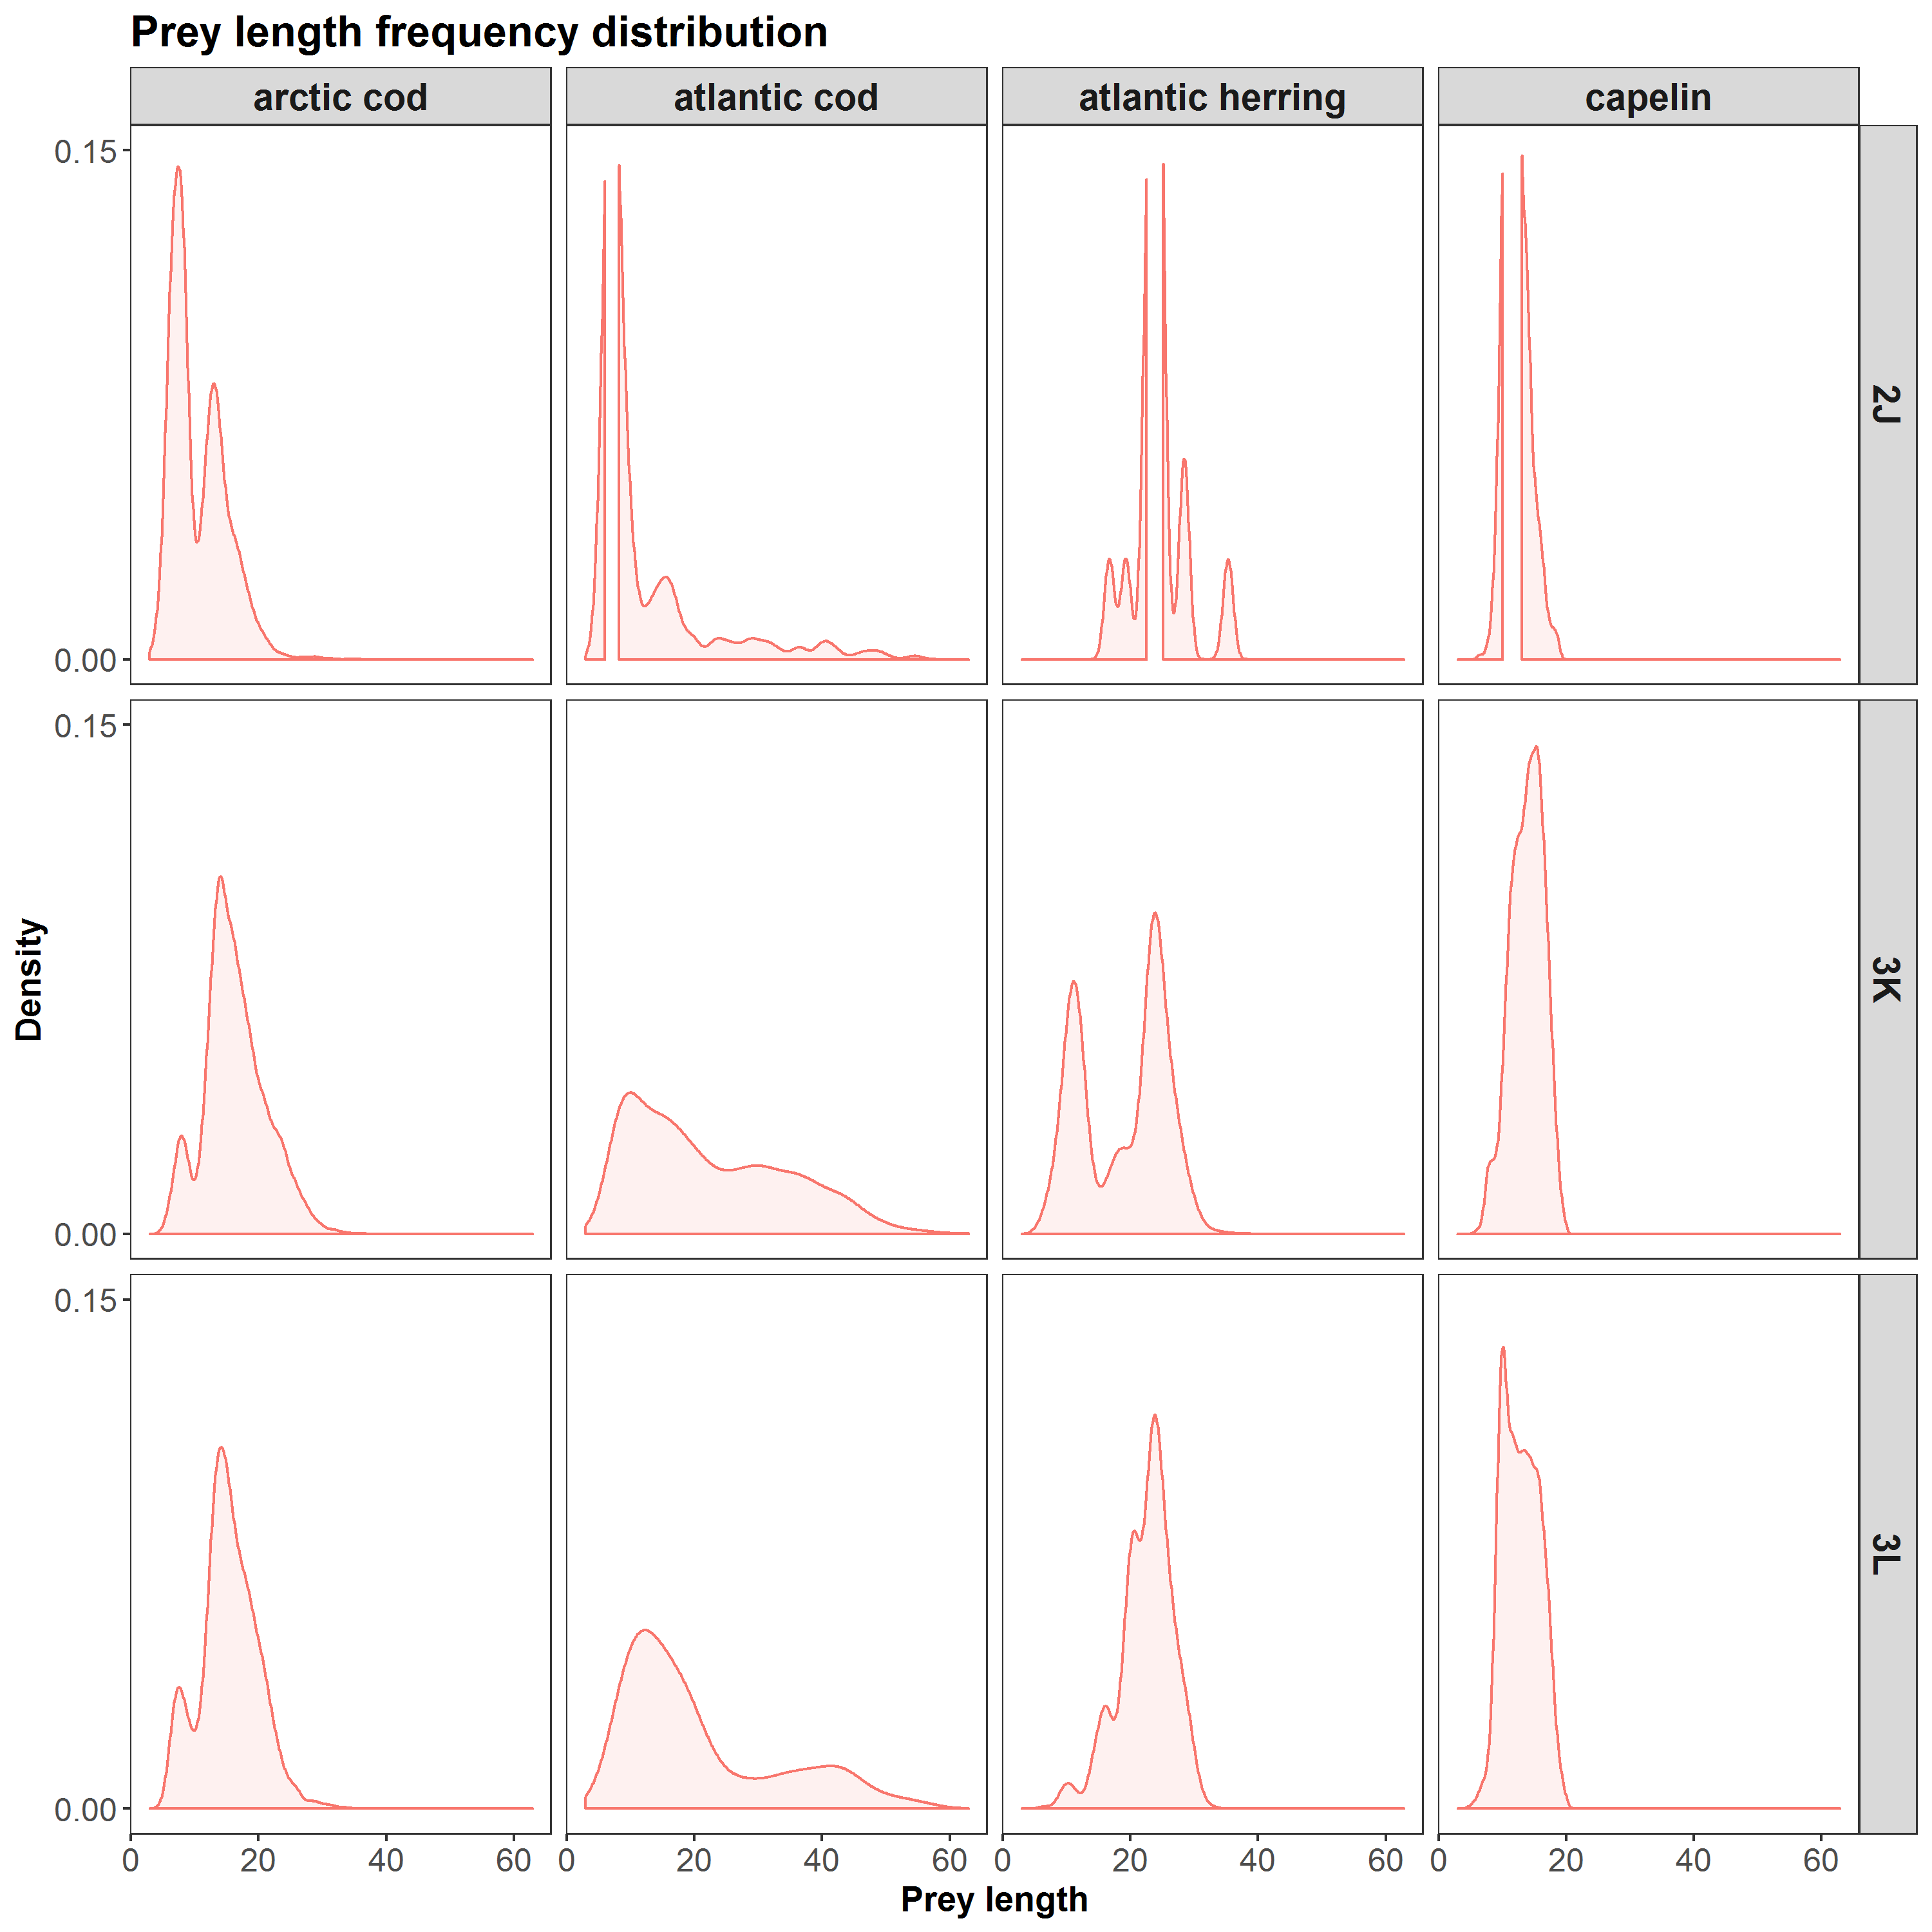 Prey length frequency distribution
arctic cod atlantic cod atlantic herring capelin
0.15
2J
0.00
0.15
3K
0.00
0.15
3L
0.00
0 20 40 60 0 20 40 60 0 20 40 60 0 20 40 60
Prey length
Density